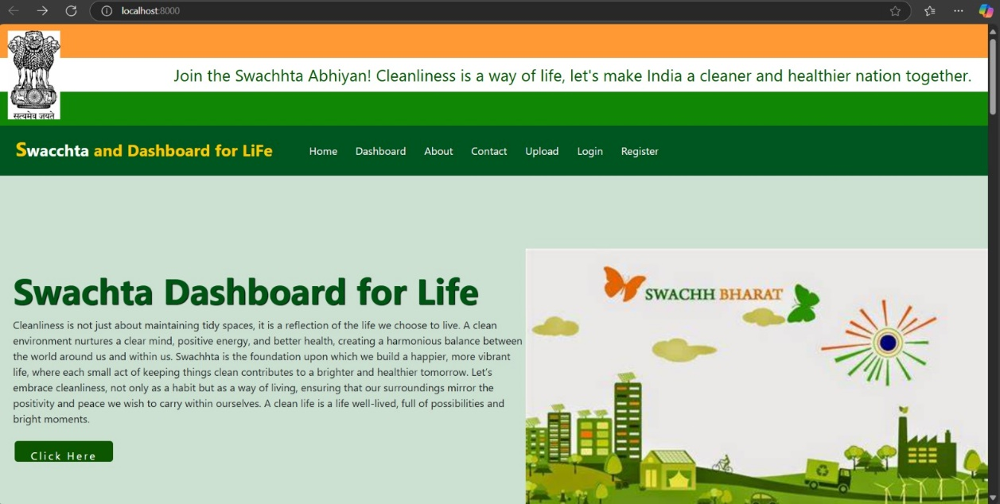 localhost:8000
Join the Swachhta Abhiyan! Cleanliness is a way of life, let's make India a cleaner and healthier nation together.
सत्यमेव जयते
Swacchta and Dashboard for LiFe Home Dashboard About Contact Upload Login Register
SWACHH BHARAT
Swachta Dashboard for Life
Cleanliness is not just about maintaining tidy spaces, it is a reflection of the life we choose to live. A clean
environment nurtures a clear mind, positive energy, and better health, creating a harmonious balance between
the world around us and within us. Swachhta is the foundation upon which we build a happier, more vibrant
life, where each small act of keeping things clean contributes to a brighter and healthier tomorrow. Let's
embrace cleanliness, not only as a habit but as a way of living, ensuring that our surroundings mirror the
positivity and peace we wish to carry within ourselves. A clean life is a life well-lived, full of possibilities and
bright moments.
Click Here